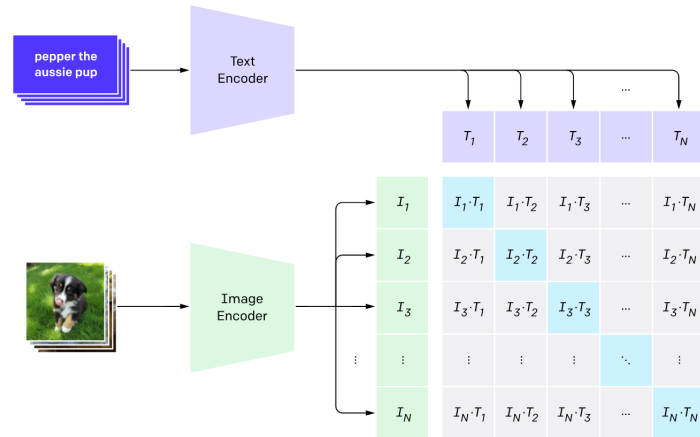 pepper the
aussie pup
Text
Encoder
...
T1 T2 T3 ... TN
I1 I1·T1 I1·T2 I1·T3 ... I1·TN
I2 I2·T1 I2·T2 I2·T3 ... I2·TN
Image
Encoder
I3 I3·T1 I3·T2 I3·T3 ... I3·TN
⋮ ⋮ ⋮ ⋮ ⋮ ⋱ ⋮
IN IN·T1 IN·T2 IN·T3 ... IN·TN